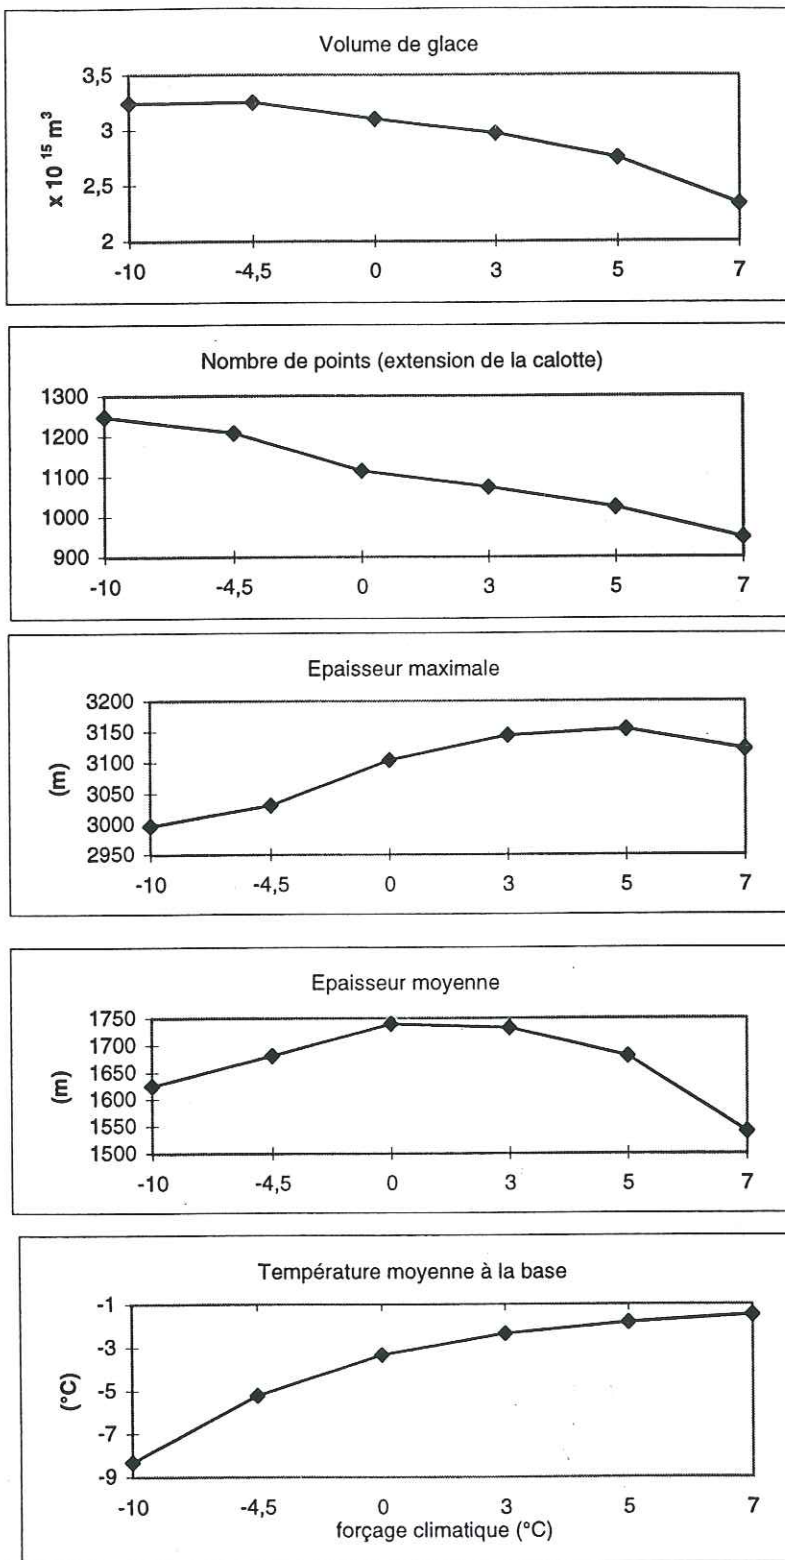 Volume de glace
x 10 15 m3
3,5
3
2,5
2
-10 -4,5 0 3 5 7
Nombre de points (extension de la calotte)
1300
1200
1100
1000
900
-10 -4,5 0 3 5 7
Epaisseur maximale
(m)
3200
3150
3100
3050
3000
2950
-10 -4,5 0 3 5 7
Epaisseur moyenne
(m)
1750
1700
1650
1600
1550
1500
-10 -4,5 0 3 5 7
Température moyenne à la base
(°C)
-1
-3
-5
-7
-9
-10 -4,5 0 3 5 7
forçage climatique (°C)